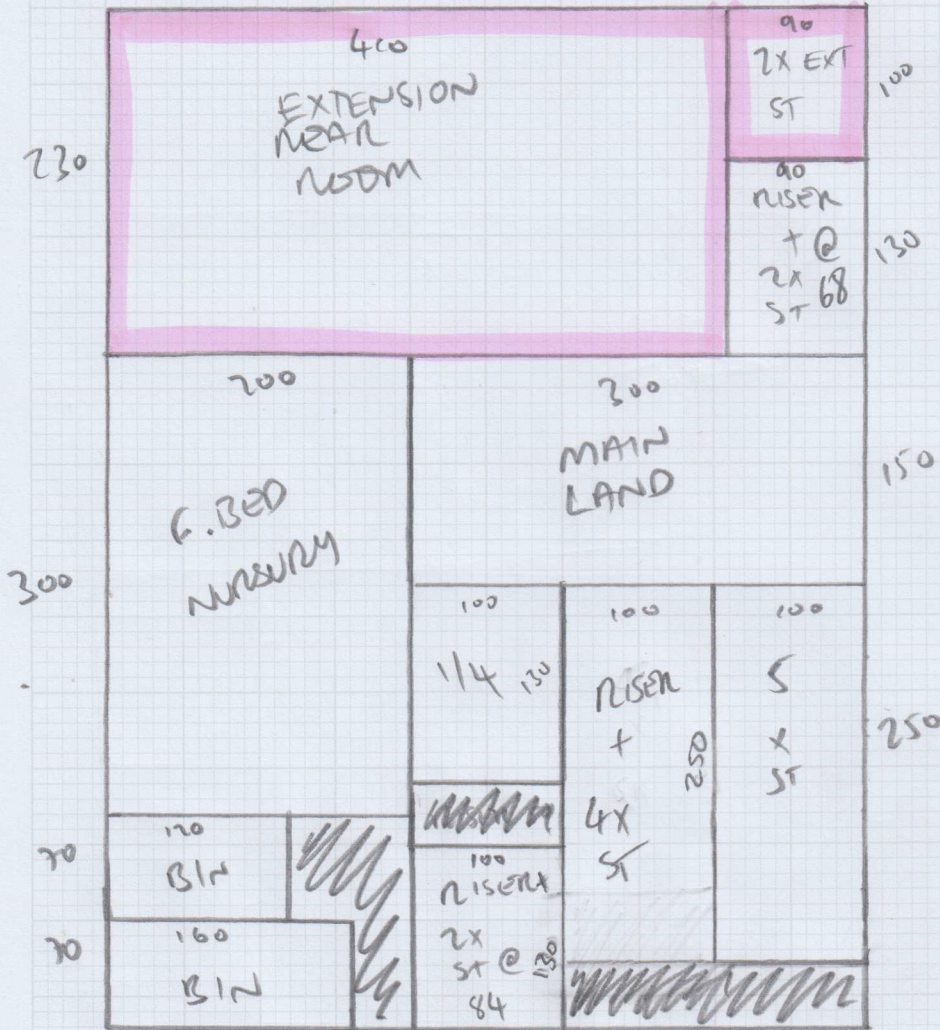 410
EXTENSION
REAR
ROOM
230
90
2X EXT
ST
100
90
RISER
+ @
2X 68
ST
130
200
F.BED
NURSURY
300
300
MAIN
LAND
150
100
1/4
130
100
RISER
+
4X
ST
250
100
5
X
ST
250
120
BIN
70
160
BIN
70
100
RISER+
2X
ST @
84
130